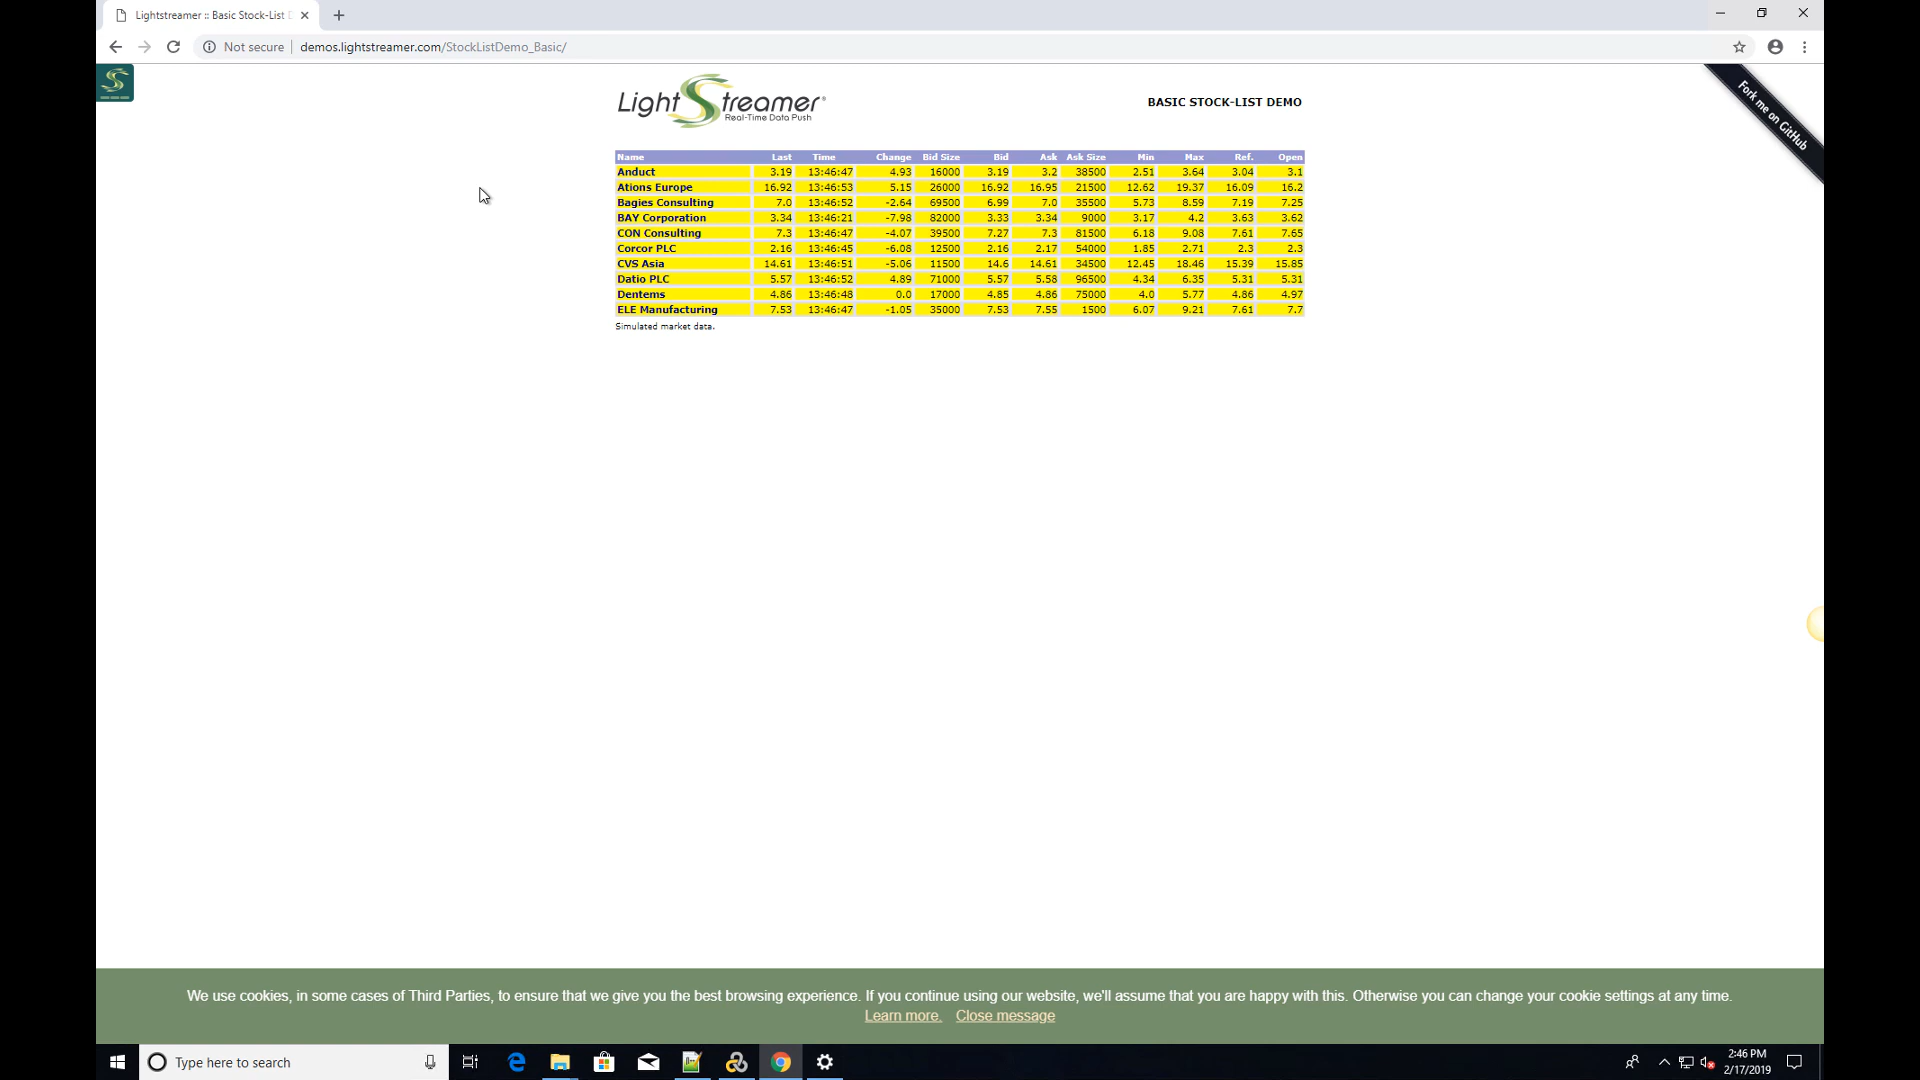 Lightstreamer :: Basic Stock-List D
Not secure | demos.lightstreamer.com/StockListDemo_Basic/
LightStreamer
Real-Time Data Push
BASIC STOCK-LIST DEMO
Fork me on GitHub
Name Last Time Change Bid Size Bid Ask Ask Size Min Max Ref. Open
Anduct 3.19 13:46:47 4.93 16000 3.19 3.2 38500 2.51 3.64 3.04 3.1
Ations Europe 16.92 13:46:53 5.15 26000 16.92 16.95 21500 12.62 19.37 16.09 16.2
Bagies Consulting 7.0 13:46:52 -2.64 69500 6.99 7.0 35500 5.73 8.59 7.19 7.25
BAY Corporation 3.34 13:46:21 -7.98 82000 3.33 3.34 9000 3.17 4.2 3.63 3.62
CON Consulting 7.3 13:46:47 -4.07 39500 7.27 7.3 81500 6.18 9.08 7.61 7.65
Corcor PLC 2.16 13:46:45 -6.08 12500 2.16 2.17 54000 1.85 2.71 2.3 2.3
CVS Asia 14.61 13:46:51 -5.06 11500 14.6 14.61 34500 12.45 18.46 15.39 15.85
Datio PLC 5.57 13:46:52 4.89 71000 5.57 5.58 96500 4.34 6.35 5.31 5.31
Dentems 4.86 13:46:48 0.0 17000 4.85 4.86 75000 4.0 5.77 4.86 4.97
ELE Manufacturing 7.53 13:46:47 -1.05 35000 7.53 7.55 1500 6.07 9.21 7.61 7.7
Simulated market data.
We use cookies, in some cases of Third Parties, to ensure that we give you the best browsing experience. If you continue using our website, we'll assume that you are happy with this. Otherwise you can change your cookie settings at any time.
Learn more. Close message
Type here to search
2:46 PM
2/17/2019